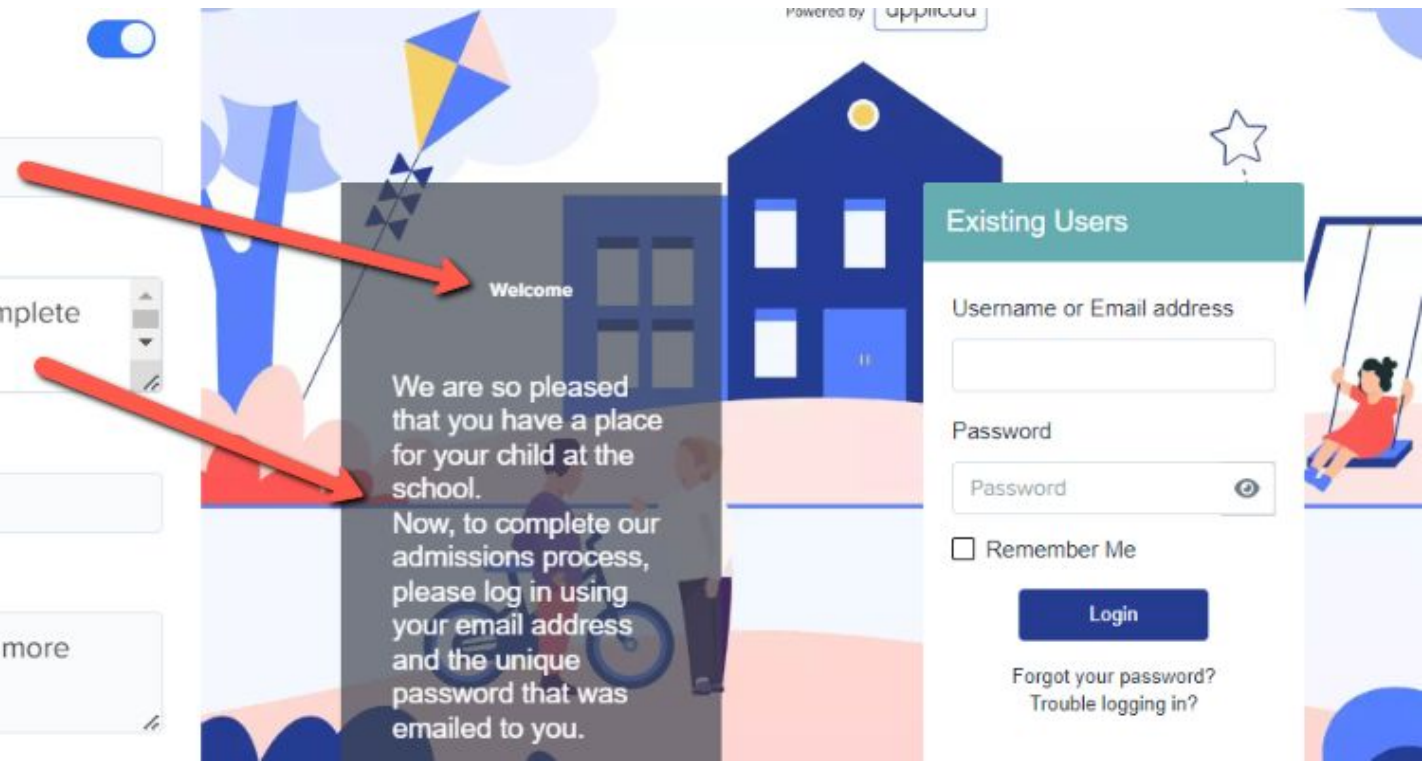 Powered by
Existing Users
Welcome
Username or Email address
We are so pleased
that you have a place
for your child at the
school.
Now, to complete our
admissions process,
please log in using
your email address
and the unique
password that was
emailed to you.
Password
Password
Remember Me
Login
Forgot your password?
Trouble logging in?
more